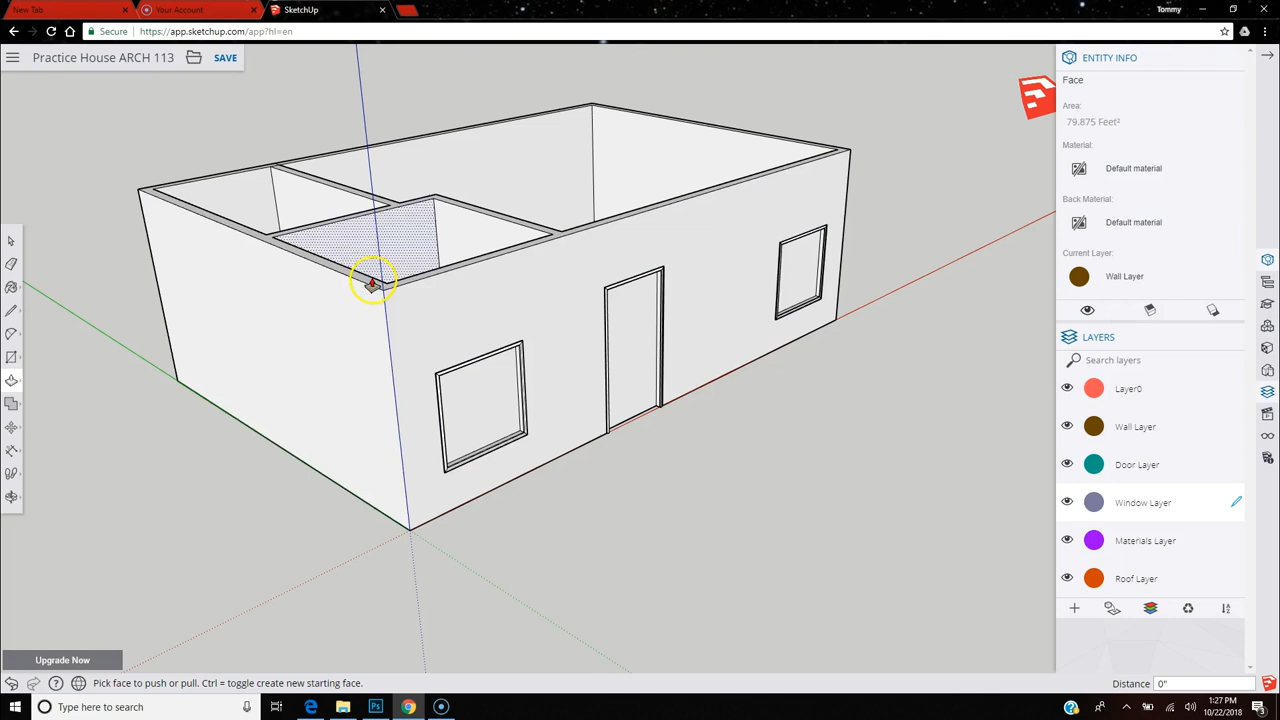 New Tab
Your Account
SketchUp
Tommy
Secure
https://app.sketchup.com/app?hl=en
Practice House ARCH 113
SAVE
ENTITY INFO
Face
Area:
79.875 Feet²
Material:
Default material
Back Material:
Default material
Current Layer:
Wall Layer
LAYERS
Search layers
Layer0
Wall Layer
Door Layer
Window Layer
Materials Layer
Roof Layer
Upgrade Now
Pick face to push or pull. Ctrl = toggle create new starting face.
Distance
0"
Type here to search
1:27 PM
10/22/2018